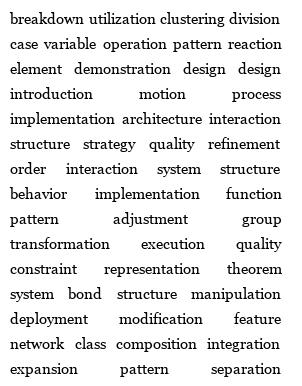 breakdown utilization clustering division
case variable operation pattern reaction
element demonstration design design
introduction motion process
implementation architecture interaction
structure strategy quality refinement
order interaction system structure
behavior implementation function
pattern adjustment group
transformation execution quality
constraint representation theorem
system bond structure manipulation
deployment modification feature
network class composition integration
expansion pattern separation